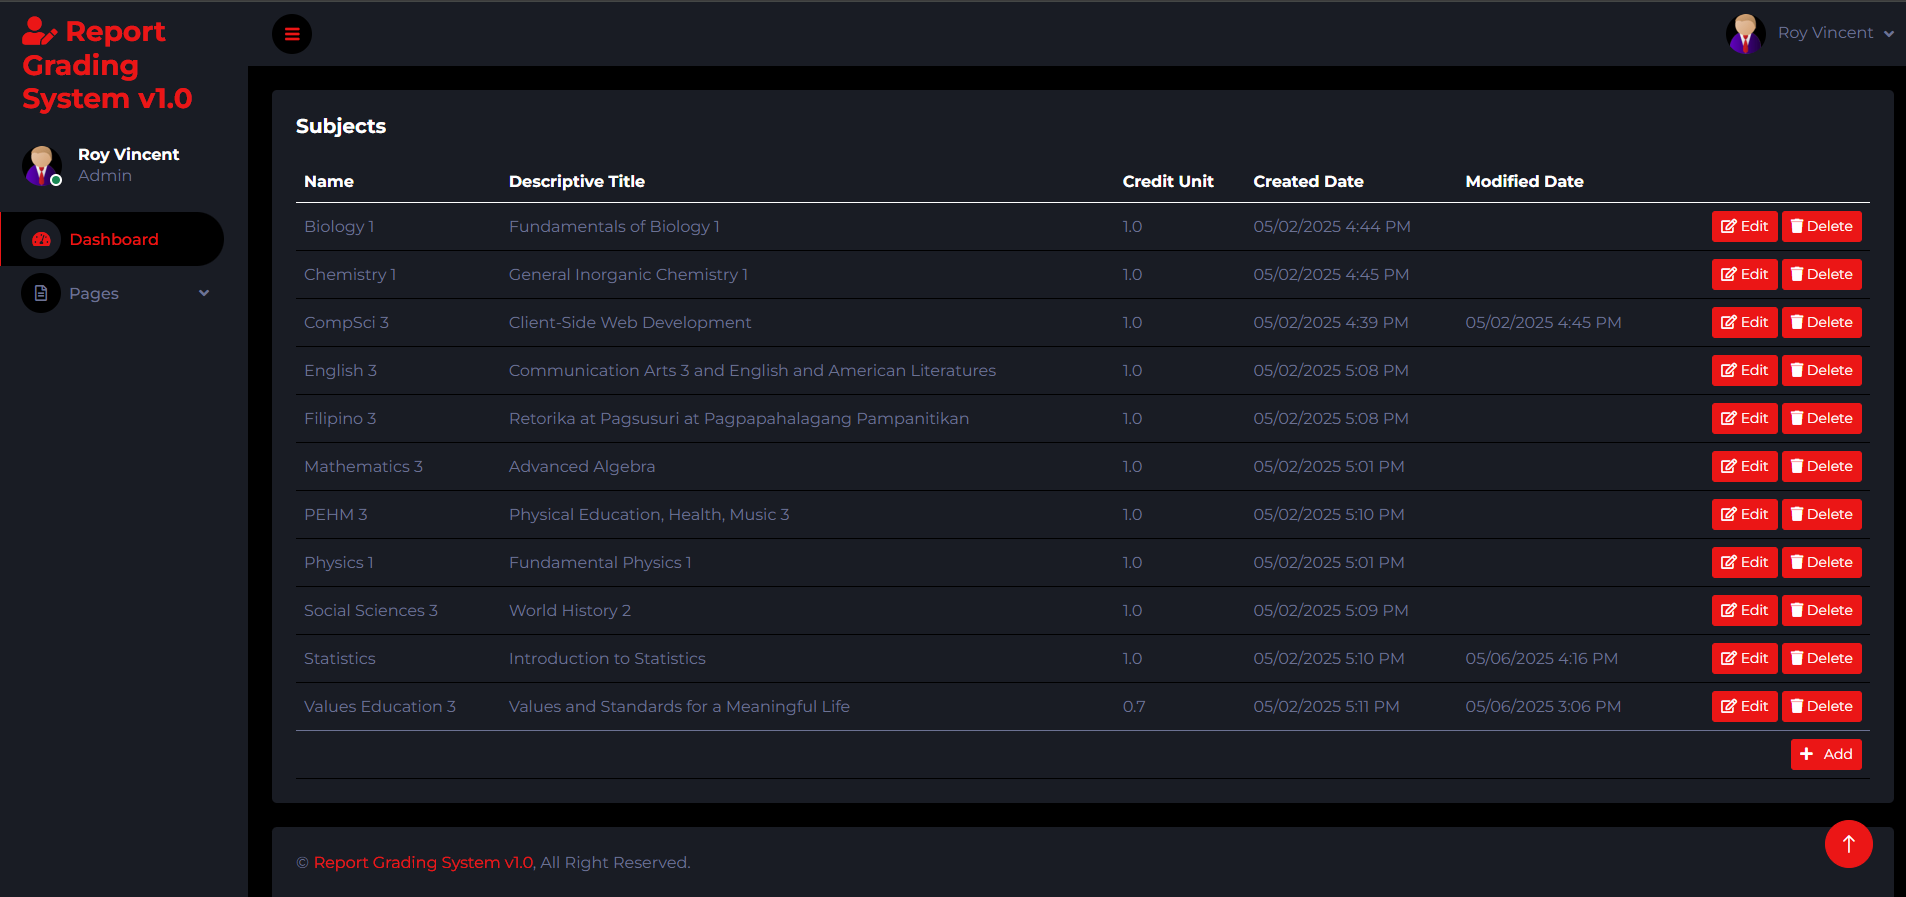 Report
Grading
System v1.0
Roy Vincent
Roy Vincent
Admin
Dashboard
Pages
Subjects
Name Descriptive Title Credit Unit Created Date Modified Date
Biology 1 Fundamentals of Biology 1 1.0 05/02/2025 4:44 PM Edit Delete
Chemistry 1 General Inorganic Chemistry 1 1.0 05/02/2025 4:45 PM Edit Delete
CompSci 3 Client-Side Web Development 1.0 05/02/2025 4:39 PM 05/02/2025 4:45 PM Edit Delete
English 3 Communication Arts 3 and English and American Literatures 1.0 05/02/2025 5:08 PM Edit Delete
Filipino 3 Retorika at Pagsusuri at Pagpapahalagang Pampanitikan 1.0 05/02/2025 5:08 PM Edit Delete
Mathematics 3 Advanced Algebra 1.0 05/02/2025 5:01 PM Edit Delete
PEHM 3 Physical Education, Health, Music 3 1.0 05/02/2025 5:10 PM Edit Delete
Physics 1 Fundamental Physics 1 1.0 05/02/2025 5:01 PM Edit Delete
Social Sciences 3 World History 2 1.0 05/02/2025 5:09 PM Edit Delete
Statistics Introduction to Statistics 1.0 05/02/2025 5:10 PM 05/06/2025 4:16 PM Edit Delete
Values Education 3 Values and Standards for a Meaningful Life 0.7 05/02/2025 5:11 PM 05/06/2025 3:06 PM Edit Delete
Add
© Report Grading System v1.0, All Right Reserved.